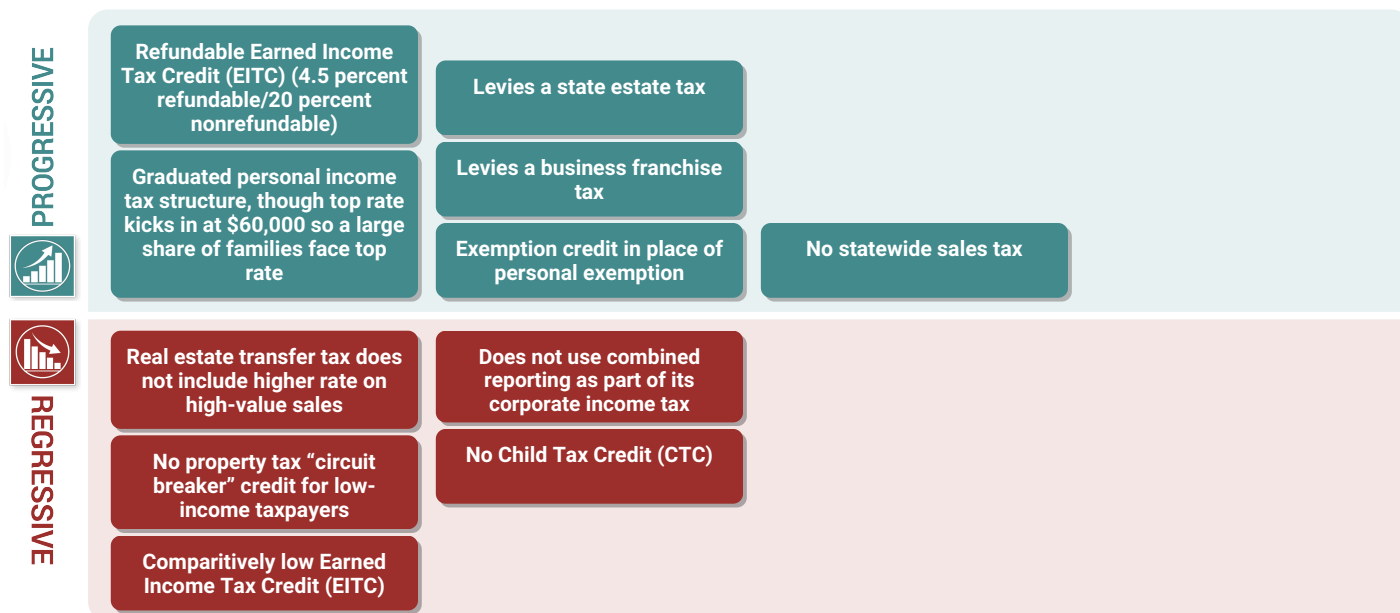 PROGRESSIVE
Refundable Earned Income
Tax Credit (EITC) (4.5 percent
refundable/20 percent
nonrefundable)
Graduated personal income
tax structure, though top rate
kicks in at $60,000 so a large
share of families face top
rate
Levies a state estate tax
Levies a business franchise
tax
Exemption credit in place of
personal exemption
No statewide sales tax
REGRESSIVE
Real estate transfer tax does
not include higher rate on
high-value sales
No property tax “circuit
breaker” credit for low-
income taxpayers
Comparitively low Earned
Income Tax Credit (EITC)
Does not use combined
reporting as part of its
corporate income tax
No Child Tax Credit (CTC)